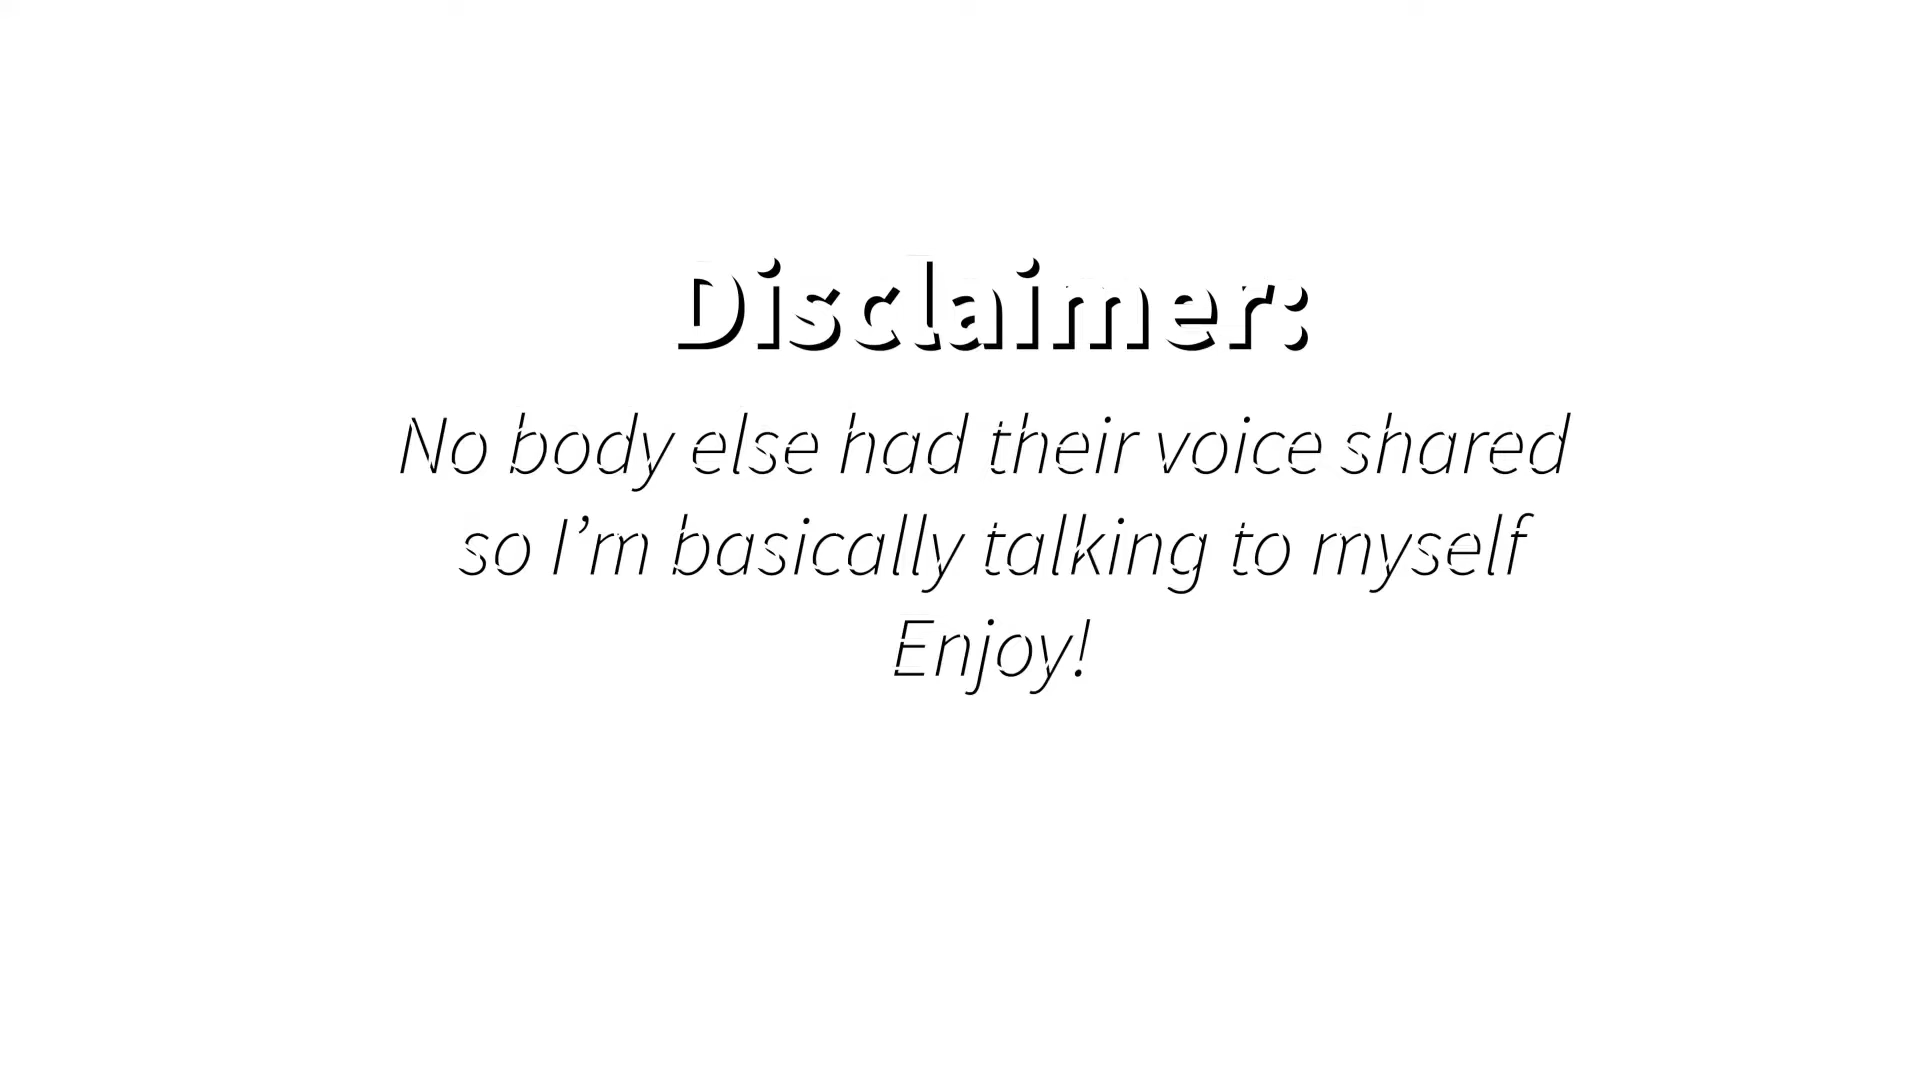 Disclaimer:
No body else had their voice shared
so I’m basically talking to myself
Enjoy!